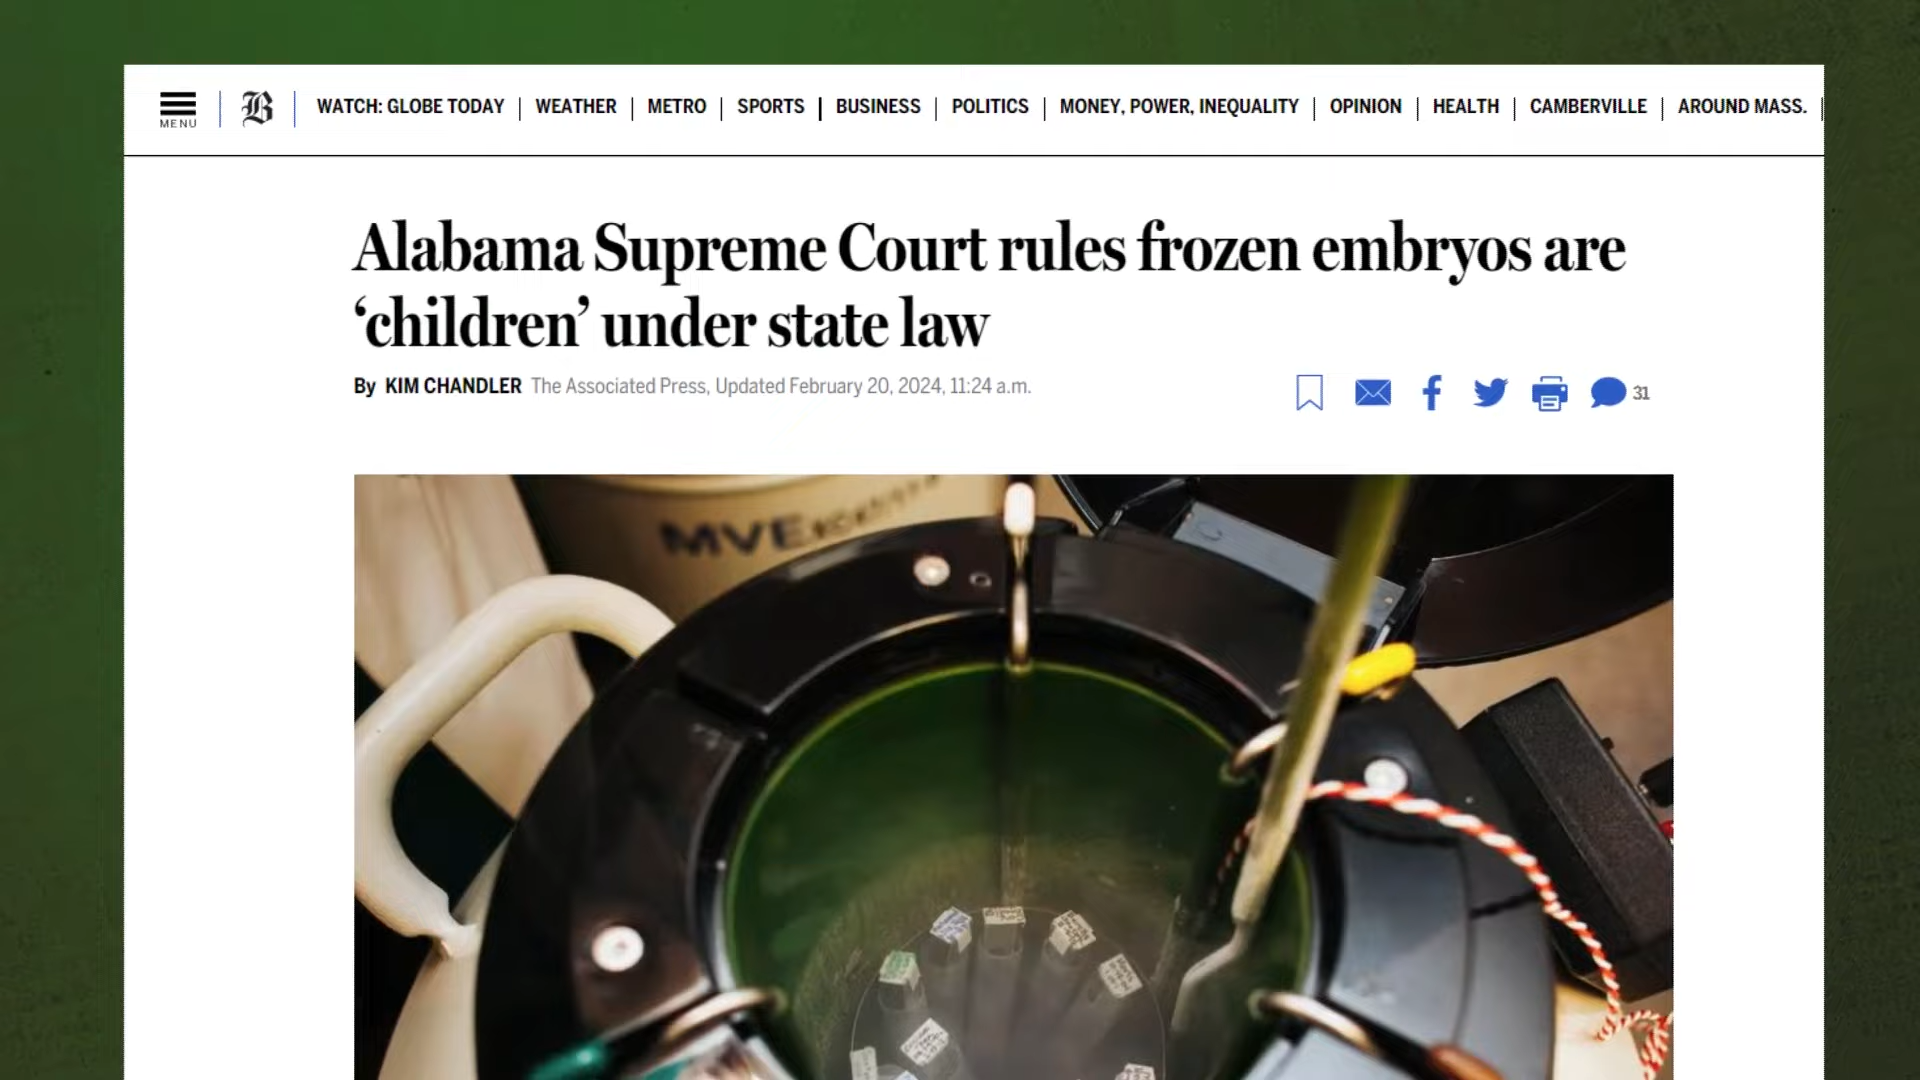 MENU
B
WATCH: GLOBE TODAY | WEATHER | METRO | SPORTS | BUSINESS | POLITICS | MONEY, POWER, INEQUALITY | OPINION | HEALTH | CAMBERVILLE | AROUND MASS. |
Alabama Supreme Court rules frozen embryos are
‘children’ under state law
By KIM CHANDLER The Associated Press, Updated February 20, 2024, 11:24 a.m.
31
MVE